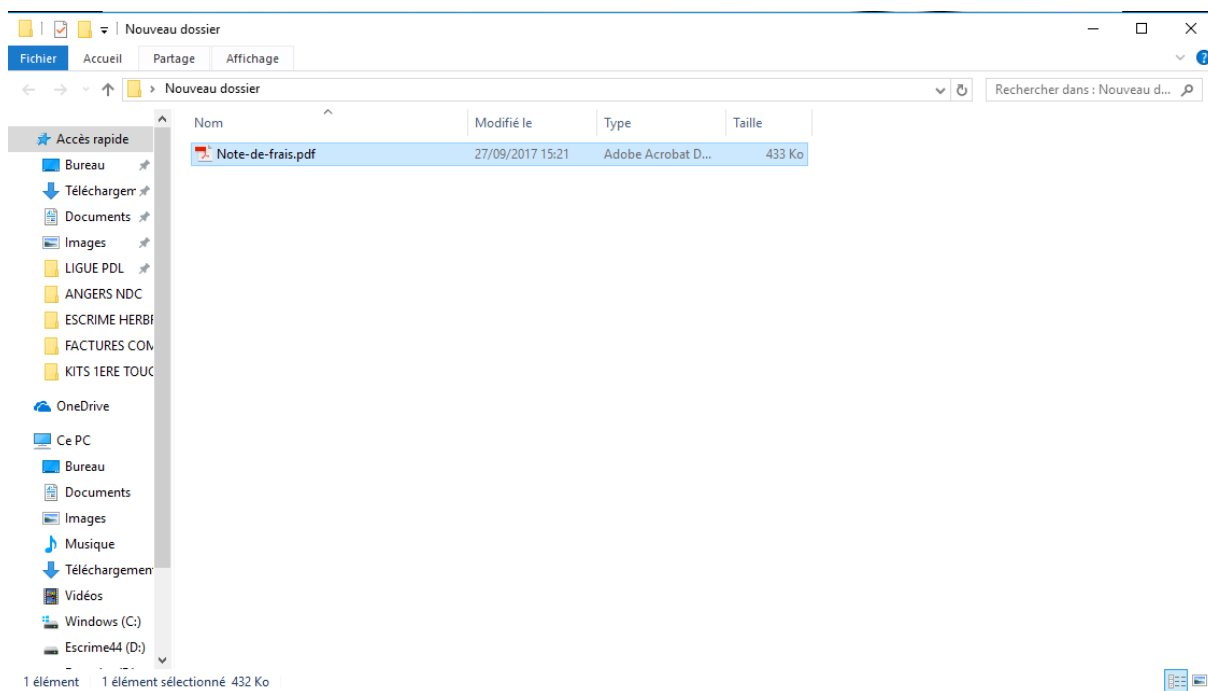 Nouveau dossier
Fichier Accueil Partage Affichage
Nouveau dossier
Rechercher dans : Nouveau d...
Nom Modifié le Type Taille
Note-de-frais.pdf 27/09/2017 15:21 Adobe Acrobat D... 433 Ko
Accès rapide
Bureau
Téléchargem
Documents
Images
LIGUE PDL
ANGERS NDC
ESCRIME HERB
FACTURES COM
KITS 1ERE TOUC
OneDrive
Ce PC
Bureau
Documents
Images
Musique
Téléchargemen
Vidéos
Windows (C:)
Escrime44 (D:)
1 élément 1 élément sélectionné 432 Ko